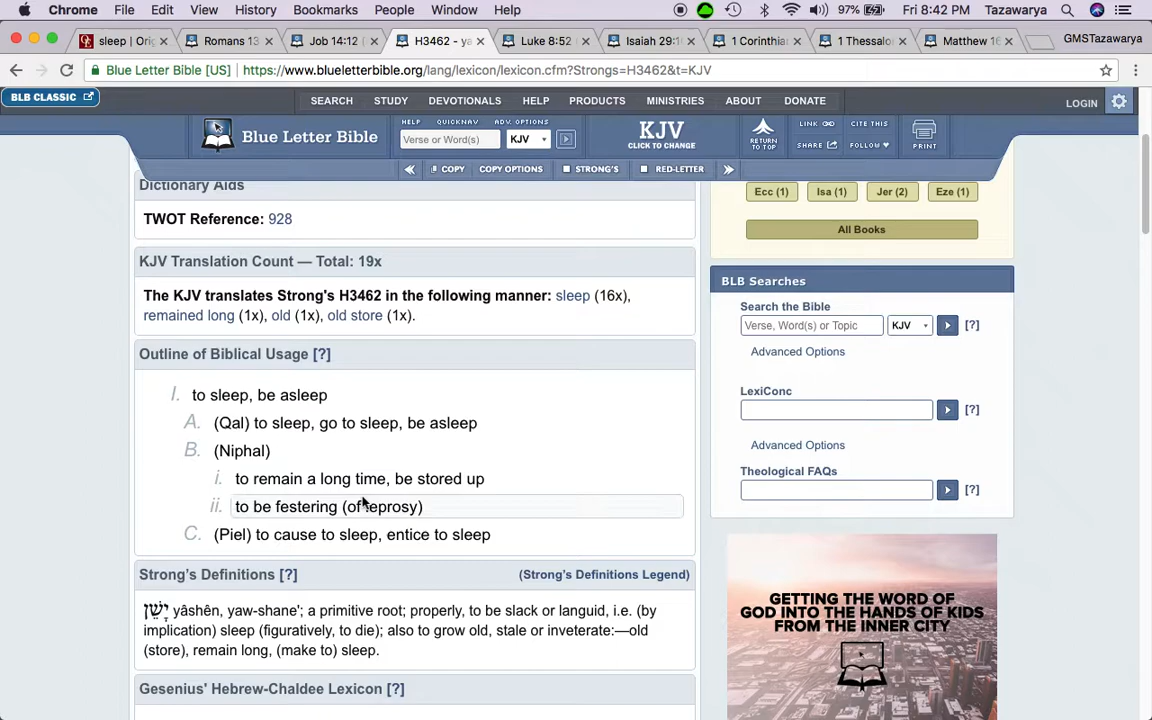 Chrome File Edit View History Bookmarks People Window Help 97% Fri 8:42 PM Tazawarya
sleep | Orig Romans 13 Job 14:12 ( H3462 - ya Luke 8:52 ( Isaiah 29:1 1 Corinthia 1 Thessalon Matthew 16 GMSTazawarya
Blue Letter Bible [US] https://www.blueletterbible.org/lang/lexicon/lexicon.cfm?Strongs=H3462&t=KJV
BLB CLASSIC SEARCH STUDY DEVOTIONALS HELP PRODUCTS MINISTRIES ABOUT DONATE LOGIN
HELP QUICKNAV ADV. OPTIONS
Blue Letter Bible Verse or Word(s) KJV KJV
CLICK TO CHANGE
RETURN TO TOP
LINK CITE THIS
SHARE FOLLOW PRINT
COPY COPY OPTIONS STRONG'S RED-LETTER
Dictionary Aids
TWOT Reference: 928
KJV Translation Count — Total: 19x
The KJV translates Strong's H3462 in the following manner: sleep (16x),
remained long (1x), old (1x), old store (1x).
Outline of Biblical Usage [?]
I. to sleep, be asleep
A. (Qal) to sleep, go to sleep, be asleep
B. (Niphal)
i. to remain a long time, be stored up
ii. to be festering (of leprosy)
C. (Piel) to cause to sleep, entice to sleep
Strong's Definitions [?] (Strong's Definitions Legend)
יָשֵׁן yâshên, yaw-shane'; a primitive root; properly, to be slack or languid, i.e. (by
implication) sleep (figuratively, to die); also to grow old, stale or inveterate:—old
(store), remain long, (make to) sleep.
Gesenius' Hebrew-Chaldee Lexicon [?]
Ecc (1) Isa (1) Jer (2) Eze (1)
All Books
BLB Searches
Search the Bible
Verse, Word(s) or Topic KJV [?]
Advanced Options
LexiConc
[?]
Advanced Options
Theological FAQs
[?]
GETTING THE WORD OF
GOD INTO THE HANDS OF KIDS
FROM THE INNER CITY